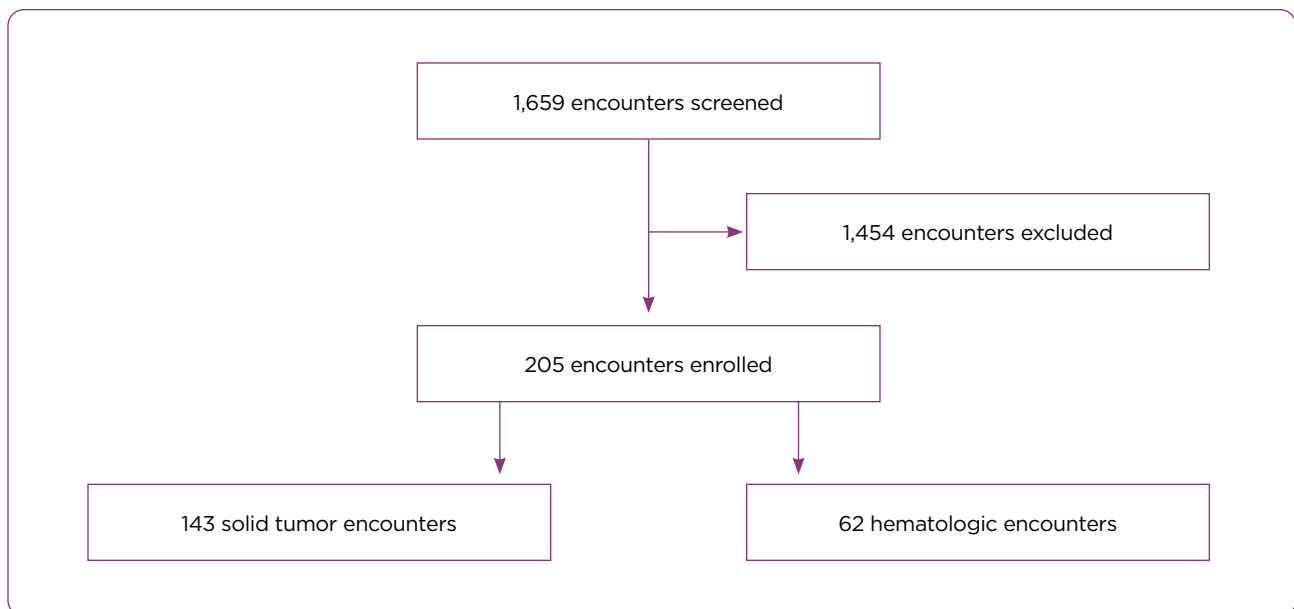 1,659 encounters screened
1,454 encounters excluded
205 encounters enrolled
143 solid tumor encounters
62 hematologic encounters